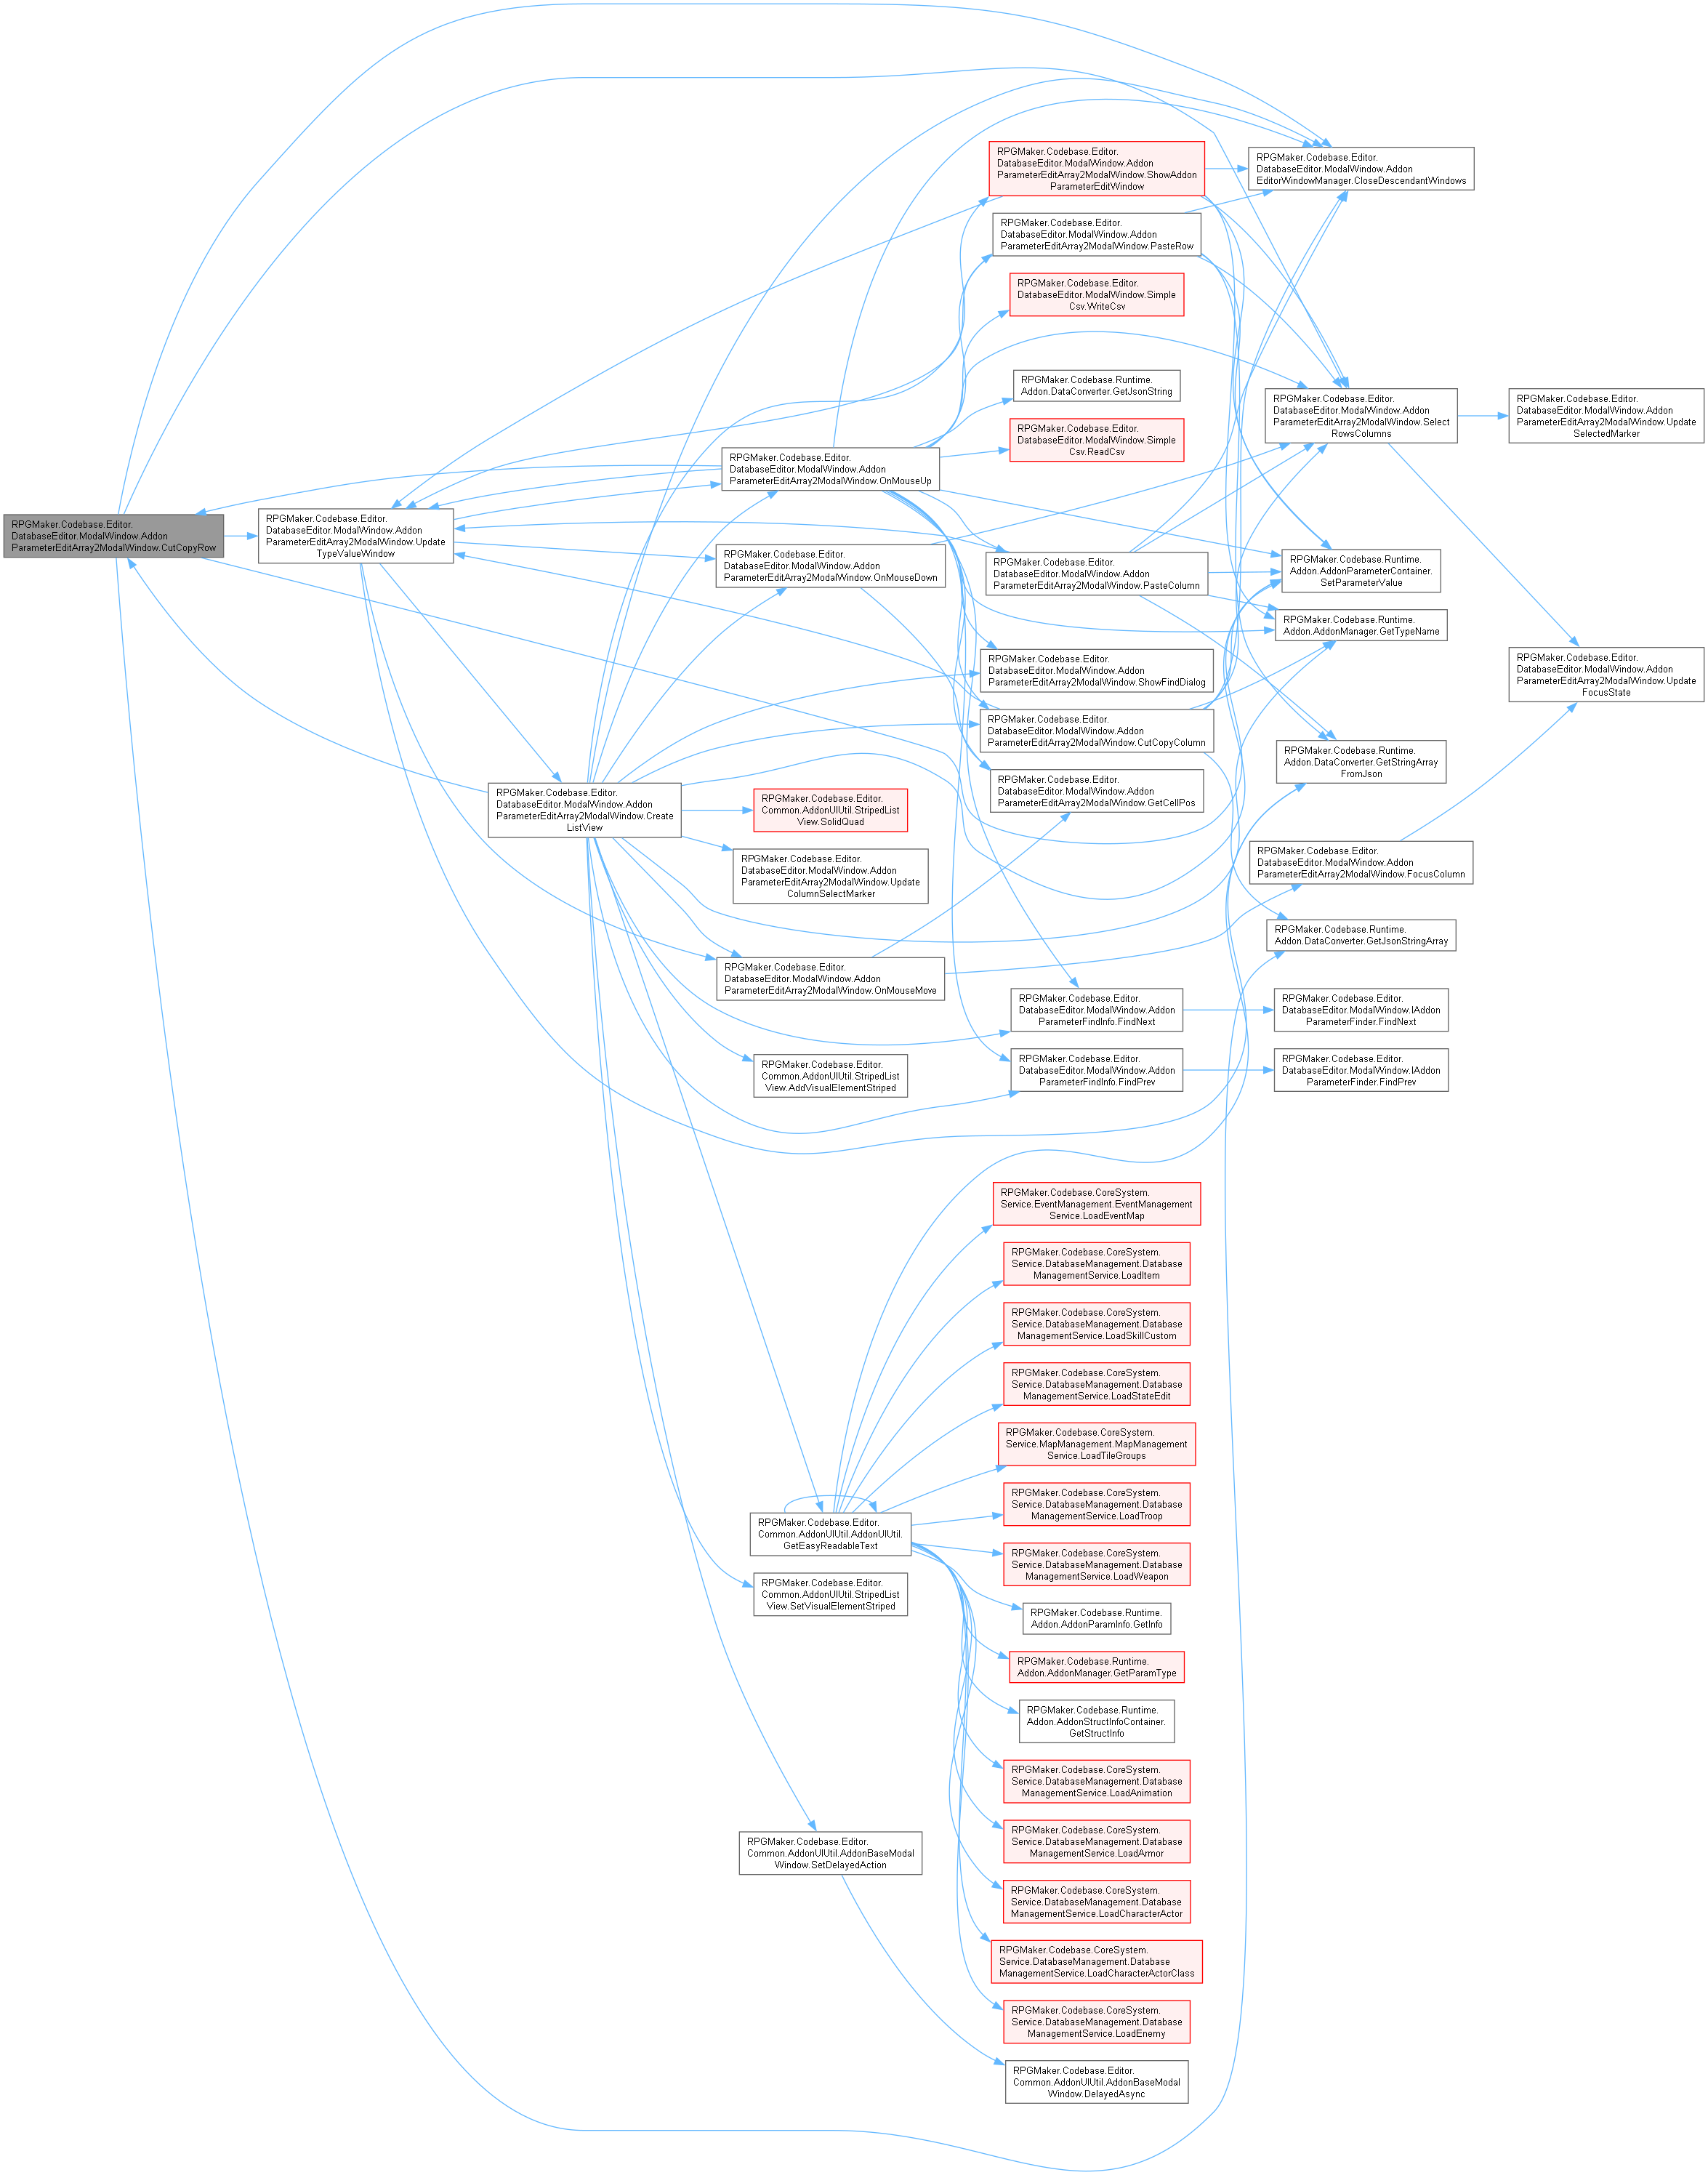 RPGMaker.Codebase.Editor.
DatabaseEditor.ModalWindow.Addon
ParameterEditArray2ModalWindow.CutCopyRow
RPGMaker.Codebase.Editor.
DatabaseEditor.ModalWindow.Addon
ParameterEditArray2ModalWindow.Update
TypeValueWindow
RPGMaker.Codebase.Editor.
DatabaseEditor.ModalWindow.Addon
ParameterEditArray2ModalWindow.Create
ListView
RPGMaker.Codebase.Editor.
DatabaseEditor.ModalWindow.Addon
ParameterEditArray2ModalWindow.OnMouseUp
RPGMaker.Codebase.Editor.
DatabaseEditor.ModalWindow.Addon
ParameterEditArray2ModalWindow.OnMouseDown
RPGMaker.Codebase.Editor.
Common.AddonUIUtil.StripedList
View.SolidQuad
RPGMaker.Codebase.Editor.
DatabaseEditor.ModalWindow.Addon
ParameterEditArray2ModalWindow.Update
ColumnSelectMarker
RPGMaker.Codebase.Editor.
DatabaseEditor.ModalWindow.Addon
ParameterEditArray2ModalWindow.OnMouseMove
RPGMaker.Codebase.Editor.
Common.AddonUIUtil.StripedList
View.AddVisualElementStriped
RPGMaker.Codebase.Editor.
Common.AddonUIUtil.AddonUIUtil.
GetEasyReadableText
RPGMaker.Codebase.Editor.
Common.AddonUIUtil.StripedList
View.SetVisualElementStriped
RPGMaker.Codebase.Editor.
Common.AddonUIUtil.AddonBaseModal
Window.SetDelayedAction
RPGMaker.Codebase.Editor.
DatabaseEditor.ModalWindow.Addon
ParameterEditArray2ModalWindow.ShowAddon
ParameterEditWindow
RPGMaker.Codebase.Editor.
DatabaseEditor.ModalWindow.Addon
ParameterEditArray2ModalWindow.PasteRow
RPGMaker.Codebase.Editor.
DatabaseEditor.ModalWindow.Simple
Csv.WriteCsv
RPGMaker.Codebase.Runtime.
Addon.DataConverter.GetJsonString
RPGMaker.Codebase.Editor.
DatabaseEditor.ModalWindow.Simple
Csv.ReadCsv
RPGMaker.Codebase.Editor.
DatabaseEditor.ModalWindow.Addon
ParameterEditArray2ModalWindow.PasteColumn
RPGMaker.Codebase.Editor.
DatabaseEditor.ModalWindow.Addon
ParameterEditArray2ModalWindow.ShowFindDialog
RPGMaker.Codebase.Editor.
DatabaseEditor.ModalWindow.Addon
ParameterEditArray2ModalWindow.CutCopyColumn
RPGMaker.Codebase.Editor.
DatabaseEditor.ModalWindow.Addon
ParameterEditArray2ModalWindow.GetCellPos
RPGMaker.Codebase.Editor.
DatabaseEditor.ModalWindow.Addon
ParameterFindInfo.FindNext
RPGMaker.Codebase.Editor.
DatabaseEditor.ModalWindow.Addon
ParameterFindInfo.FindPrev
RPGMaker.Codebase.CoreSystem.
Service.EventManagement.EventManagement
Service.LoadEventMap
RPGMaker.Codebase.CoreSystem.
Service.DatabaseManagement.Database
ManagementService.LoadItem
RPGMaker.Codebase.CoreSystem.
Service.DatabaseManagement.Database
ManagementService.LoadSkillCustom
RPGMaker.Codebase.CoreSystem.
Service.DatabaseManagement.Database
ManagementService.LoadStateEdit
RPGMaker.Codebase.CoreSystem.
Service.MapManagement.MapManagement
Service.LoadTileGroups
RPGMaker.Codebase.CoreSystem.
Service.DatabaseManagement.Database
ManagementService.LoadTroop
RPGMaker.Codebase.CoreSystem.
Service.DatabaseManagement.Database
ManagementService.LoadWeapon
RPGMaker.Codebase.Runtime.
Addon.AddonParamInfo.GetInfo
RPGMaker.Codebase.Runtime.
Addon.AddonManager.GetParamType
RPGMaker.Codebase.Runtime.
Addon.AddonStructInfoContainer.
GetStructInfo
RPGMaker.Codebase.CoreSystem.
Service.DatabaseManagement.Database
ManagementService.LoadAnimation
RPGMaker.Codebase.CoreSystem.
Service.DatabaseManagement.Database
ManagementService.LoadArmor
RPGMaker.Codebase.CoreSystem.
Service.DatabaseManagement.Database
ManagementService.LoadCharacterActor
RPGMaker.Codebase.CoreSystem.
Service.DatabaseManagement.Database
ManagementService.LoadCharacterActorClass
RPGMaker.Codebase.CoreSystem.
Service.DatabaseManagement.Database
ManagementService.LoadEnemy
RPGMaker.Codebase.Editor.
Common.AddonUIUtil.AddonBaseModal
Window.DelayedAsync
RPGMaker.Codebase.Editor.
DatabaseEditor.ModalWindow.Addon
EditorWindowManager.CloseDescendantWindows
RPGMaker.Codebase.Editor.
DatabaseEditor.ModalWindow.Addon
ParameterEditArray2ModalWindow.Select
RowsColumns
RPGMaker.Codebase.Runtime.
Addon.AddonParameterContainer.
SetParameterValue
RPGMaker.Codebase.Runtime.
Addon.AddonManager.GetTypeName
RPGMaker.Codebase.Runtime.
Addon.DataConverter.GetStringArray
FromJson
RPGMaker.Codebase.Editor.
DatabaseEditor.ModalWindow.Addon
ParameterEditArray2ModalWindow.FocusColumn
RPGMaker.Codebase.Runtime.
Addon.DataConverter.GetJsonStringArray
RPGMaker.Codebase.Editor.
DatabaseEditor.ModalWindow.IAddon
ParameterFinder.FindNext
RPGMaker.Codebase.Editor.
DatabaseEditor.ModalWindow.IAddon
ParameterFinder.FindPrev
RPGMaker.Codebase.Editor.
DatabaseEditor.ModalWindow.Addon
ParameterEditArray2ModalWindow.Update
SelectedMarker
RPGMaker.Codebase.Editor.
DatabaseEditor.ModalWindow.Addon
ParameterEditArray2ModalWindow.Update
FocusState